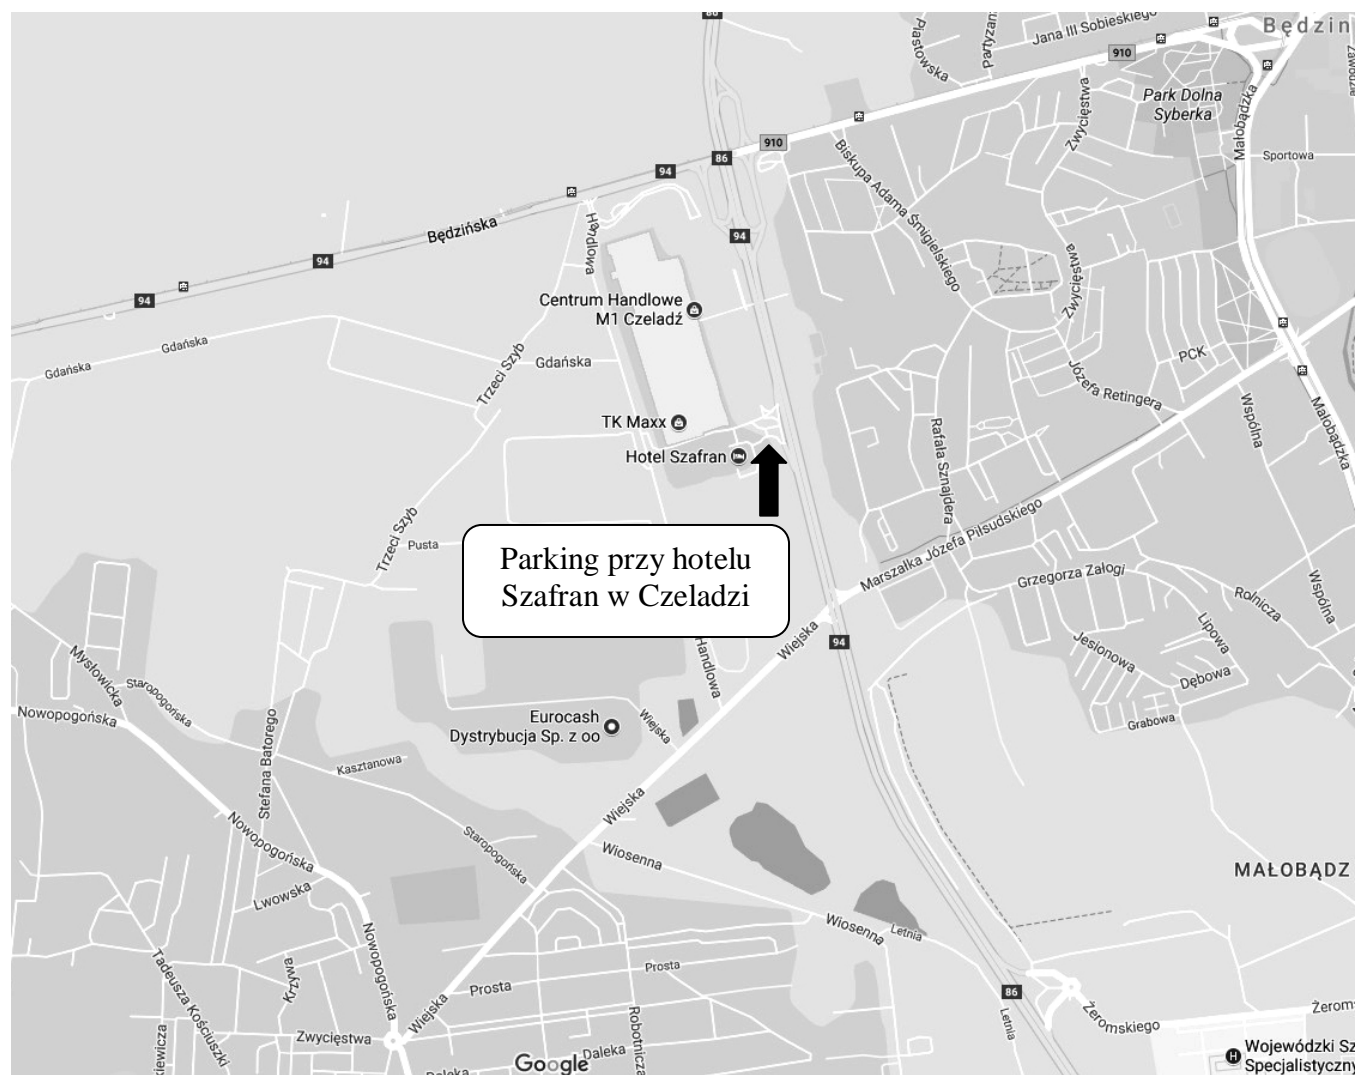 86
Jana III Sobieskiego
Będzin
Piastowska
910
Park Dolna
Syberka
Zwycięstwa
Małobądzka
Sportowa
910
86
94
Biskupa Adama Śmigielskiego
Będzińska
Handlowa
94
94
94
Zwycięstwa
Centrum Handlowe
M1 Czeladź
Gdańska
Gdańska
Gdańska
Trzeci Szyb
PCK
Józefa Retingera
Wspólna
Małobądzka
TK Maxx
Hotel Szafran
Rafała Sznajdera
Trzeci Szyb
Pusta
Parking przy hotelu
Szafran w Czeladzi
Marszałka Józefa Piłsudskiego
Grzegorza Załogi
Rolnicza
Wspólna
94
Wiejska
Lipowa
Jesionowa
Dębowa
Grabowa
Mysłowicka
Staropogońska
Nowopogońska
Handlowa
Wiejska
Eurocash
Dystrybucja Sp. z oo
Stefana Batorego
Kasztanowa
Wiejska
Nowopogońska
Staropogońska
Wiosenna
MAŁOBĄDZ
Lwowska
Nowopogońska
Wiosenna
Letnia
Tadeusza Kościuszki
Krzywa
Prosta
Prosta
86
Żeromskiego
Letnia
Wiejska
Zwycięstwa
Robotnicza
Google
Daleka
Daleka
Wojewódzki Sz
Specjalistyczny
H